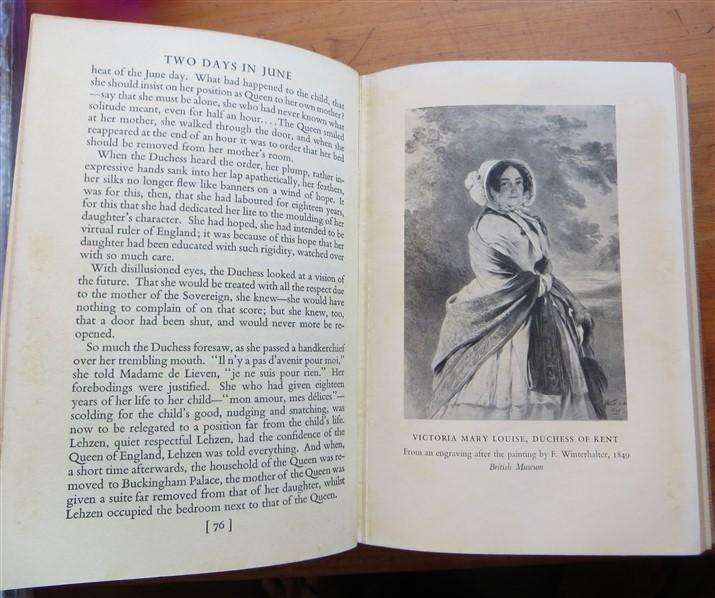 TWO DAYS IN JUNE
heat of the June day. What had happened to the child, that
she should insist on her position as Queen to her own mother?
—say that she must be alone, she who had never known what
solitude meant, even for half an hour.... The Queen smiled
at her mother, she walked through the door, and when she
reappeared at the end of an hour it was to order that her bed
should be removed from her mother's room.
When the Duchess heard the order, her plump, rather in-
expressive hands sank into her lap apathetically, her feathers,
her silks no longer flew like banners on a wind of hope. It
was for this, then, that she had laboured for eighteen years,
for this that she had dedicated her life to the moulding of her
daughter's character. She had hoped, she had intended to be
virtual ruler of England; it was because of this hope that her
daughter had been educated with such rigidity, watched over
with so much care.
With disillusioned eyes, the Duchess looked at a vision of
the future. That she would be treated with all the respect due
to the mother of the Sovereign, she knew—she would have
nothing to complain of on that score; but she knew, too,
that a door had been shut, and would never more be re-
opened.
So much the Duchess foresaw, as she passed a handkerchief
over her trembling mouth. "Il n'y a pas d'avenir pour moi,"
she told Madame de Lieven, "je ne suis pour rien." Her
forebodings were justified. She who had given eighteen
years of her life to her child—"mon amour, mes délices"—
scolding for the child's good, nudging and snatching, was
now to be relegated to a position far from the child's life.
Lehzen, quiet respectful Lehzen, had the confidence of the
Queen of England, Lehzen was told everything. And when,
a short time afterwards, the household of the Queen was re-
moved to Buckingham Palace, the mother of the Queen was
given a suite far removed from that of her daughter, whilst
Lehzen occupied the bedroom next to that of the Queen.
[ 76 ]
VICTORIA MARY LOUISE, DUCHESS OF KENT
From an engraving after the painting by F. Winterhalter, 1849
British Museum